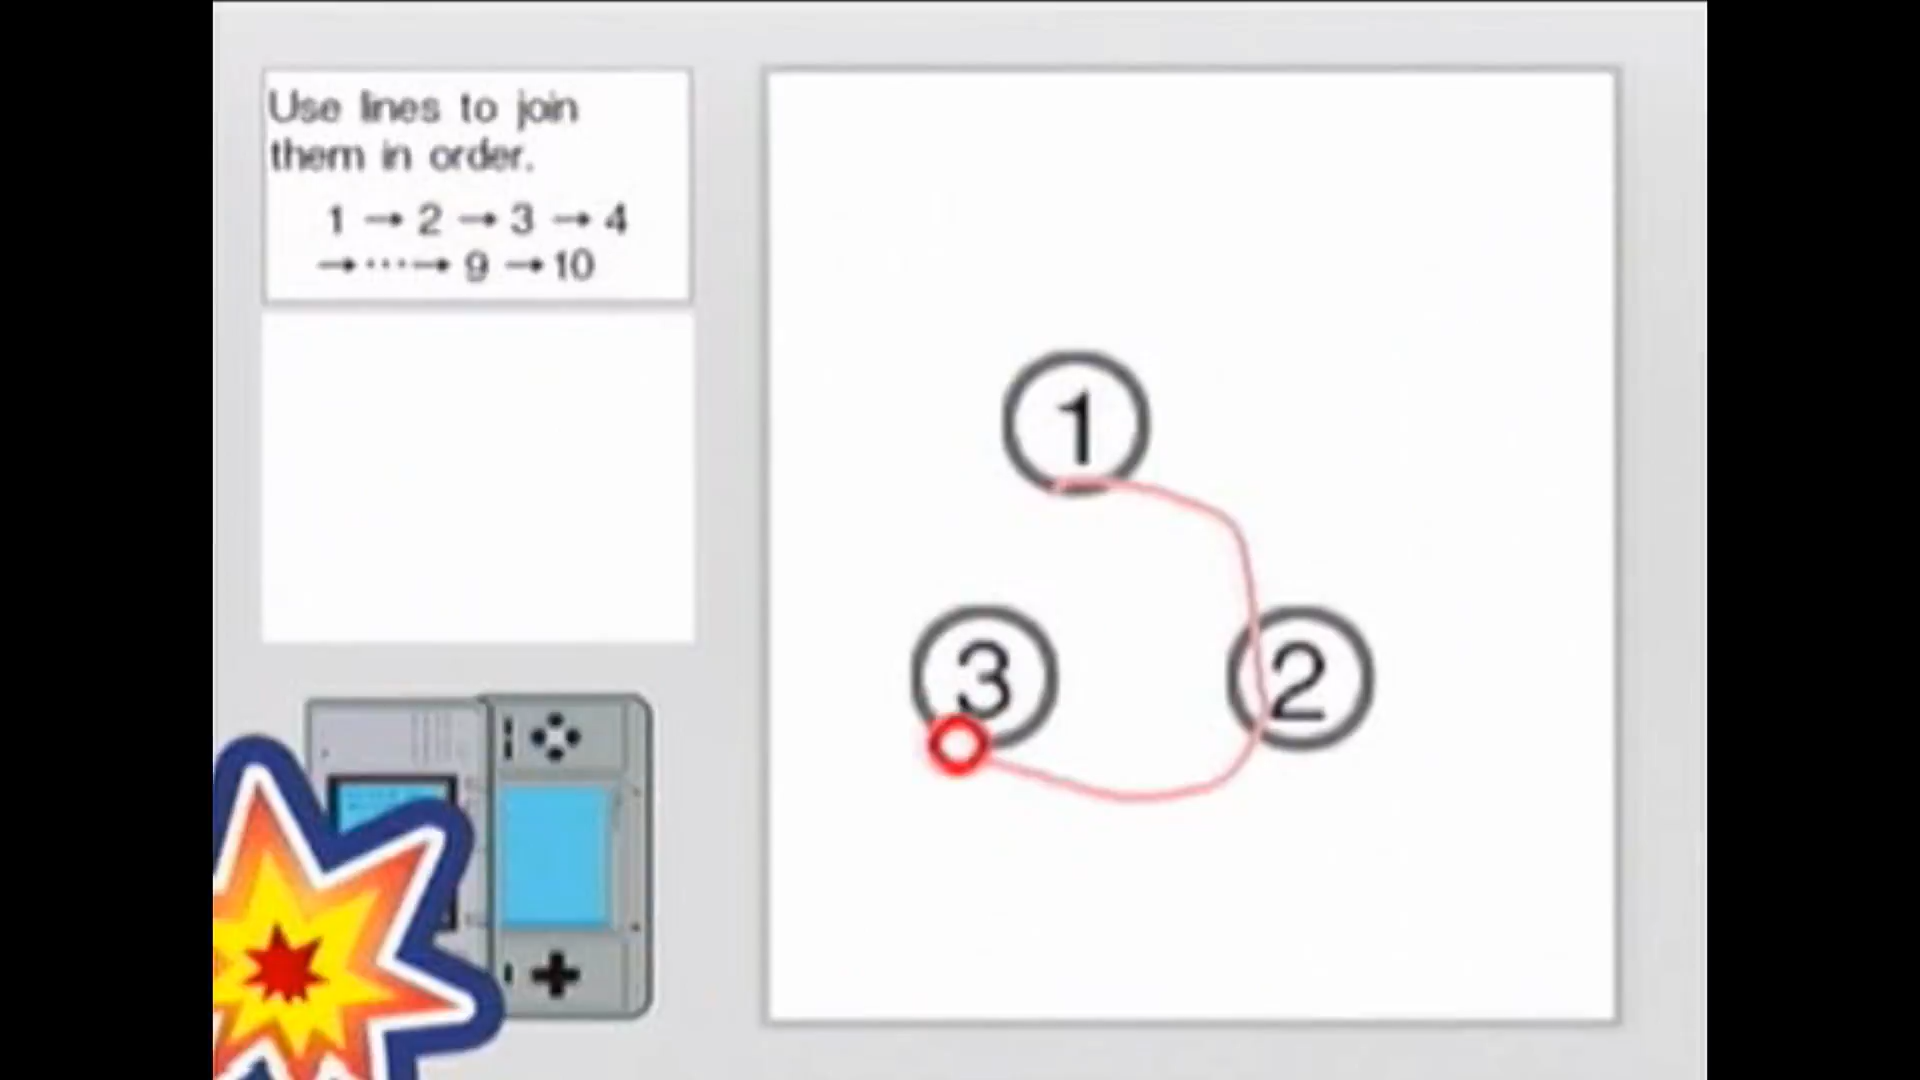 Use lines to join
them in order.
1 → 2 → 3 → 4
→⋯→ 9 →10
1
3
2